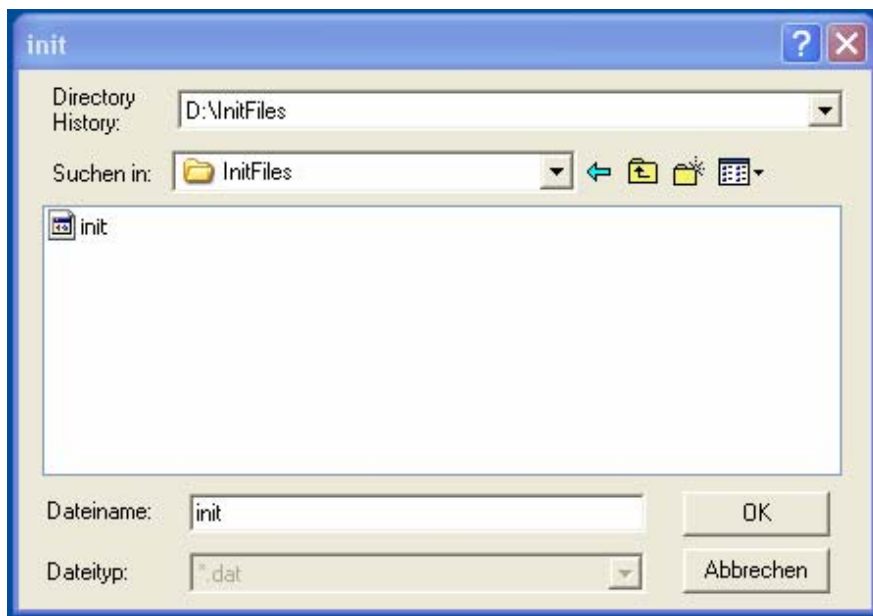 init
Directory
History:
D:\InitFiles
Suchen in:
InitFiles
init
Dateiname:
init
OK
Dateityp:
*.dat
Abbrechen